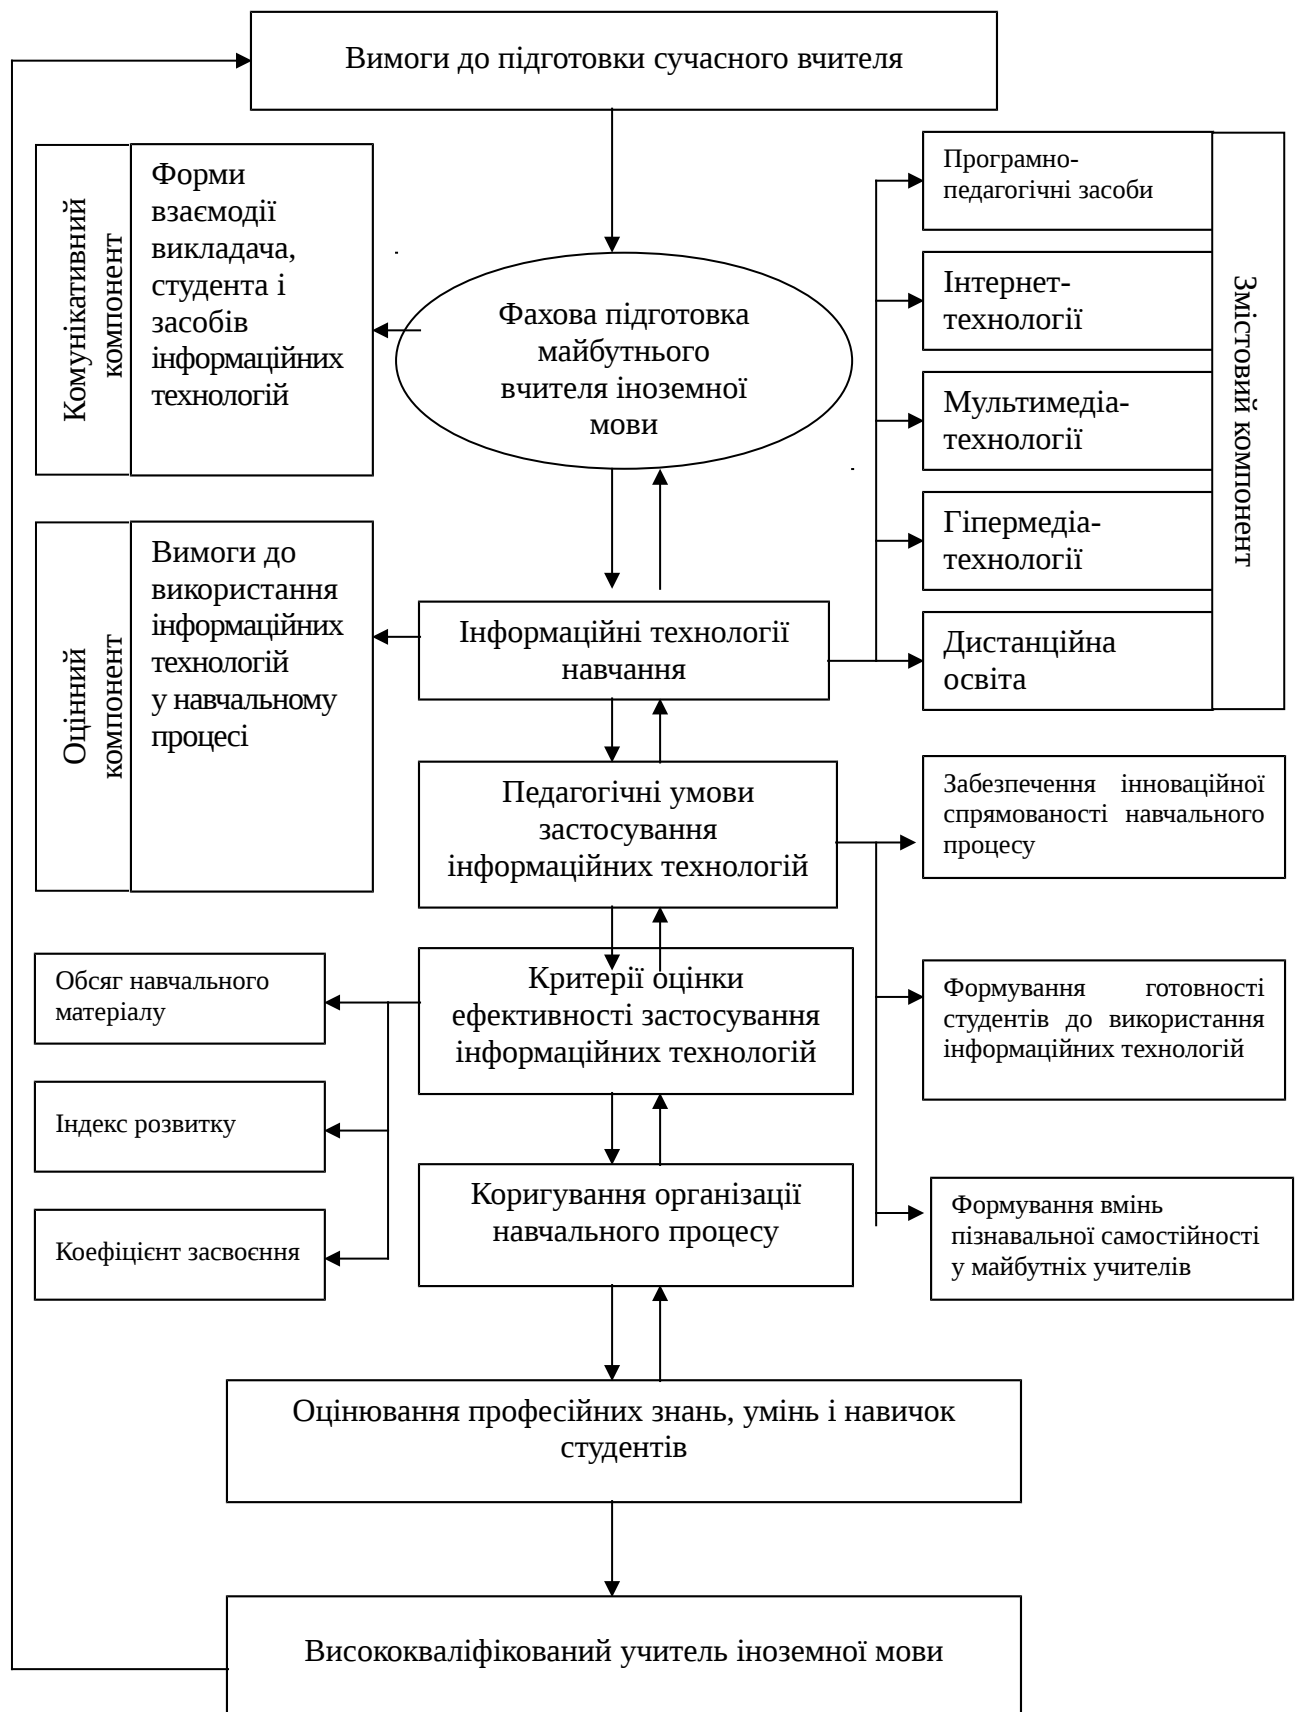 Вимоги до підготовки сучасного вчителя
Комунікативний
компонент
Форми
взаємодії
викладача,
студента і
засобів
інформаційних
технологій
Фахова підготовка
майбутнього
вчителя іноземної
мови
Програмно-
педагогічні засоби
Інтернет-
технології
Мультимедіа-
технології
Гіпермедіа-
технології
Дистанційна
освіта
Змістовий компонент
Оцінний
компонент
Вимоги до
використання
інформаційних
технологій
у навчальному
процесі
Інформаційні технології
навчання
Педагогічні умови
застосування
інформаційних технологій
Забезпечення інноваційної
спрямованості навчального
процесу
Формування готовності
студентів до використання
інформаційних технологій
Формування вмінь
пізнавальної самостійності
у майбутніх учителів
Критерії оцінки
ефективності застосування
інформаційних технологій
Обсяг навчального
матеріалу
Індекс розвитку
Коефіцієнт засвоєння
Коригування організації
навчального процесу
Оцінювання професійних знань, умінь і навичок
студентів
Висококваліфікований учитель іноземної мови